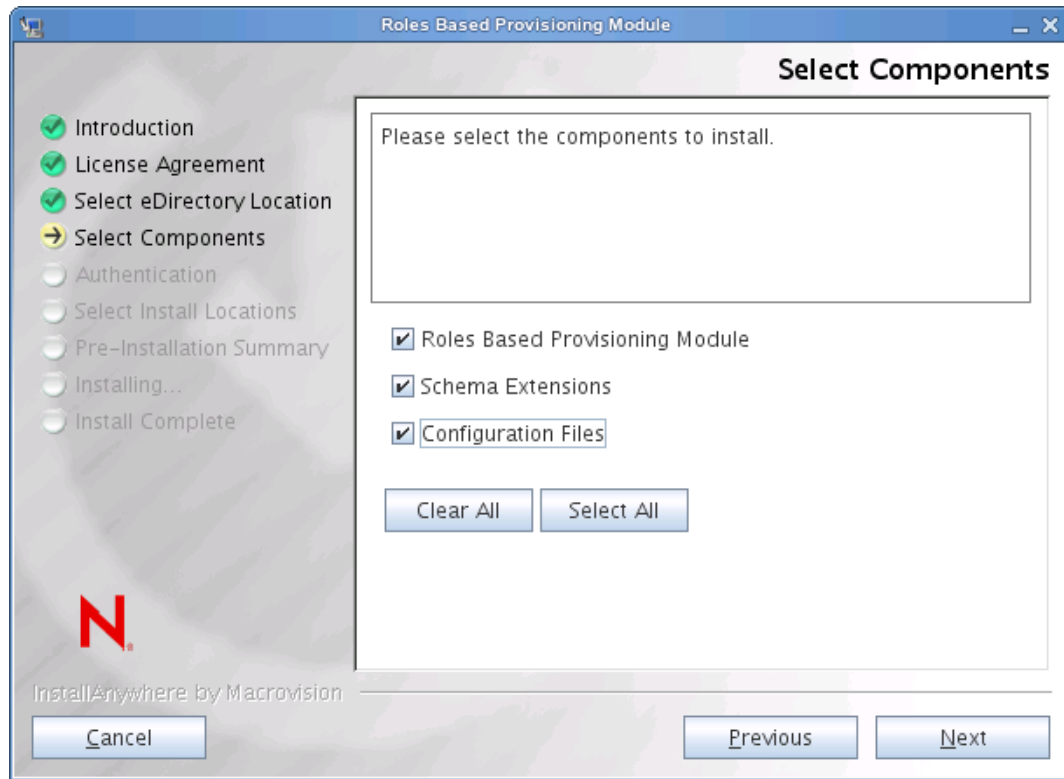 Roles Based Provisioning Module
Select Components
Introduction
License Agreement
Select eDirectory Location
Select Components
Authentication
Select Install Locations
Pre-Installation Summary
Installing...
Install Complete
Please select the components to install.
Roles Based Provisioning Module
Schema Extensions
Configuration Files
Clear All
Select All
N®
InstallAnywhere by Macrovision
Cancel
Previous
Next